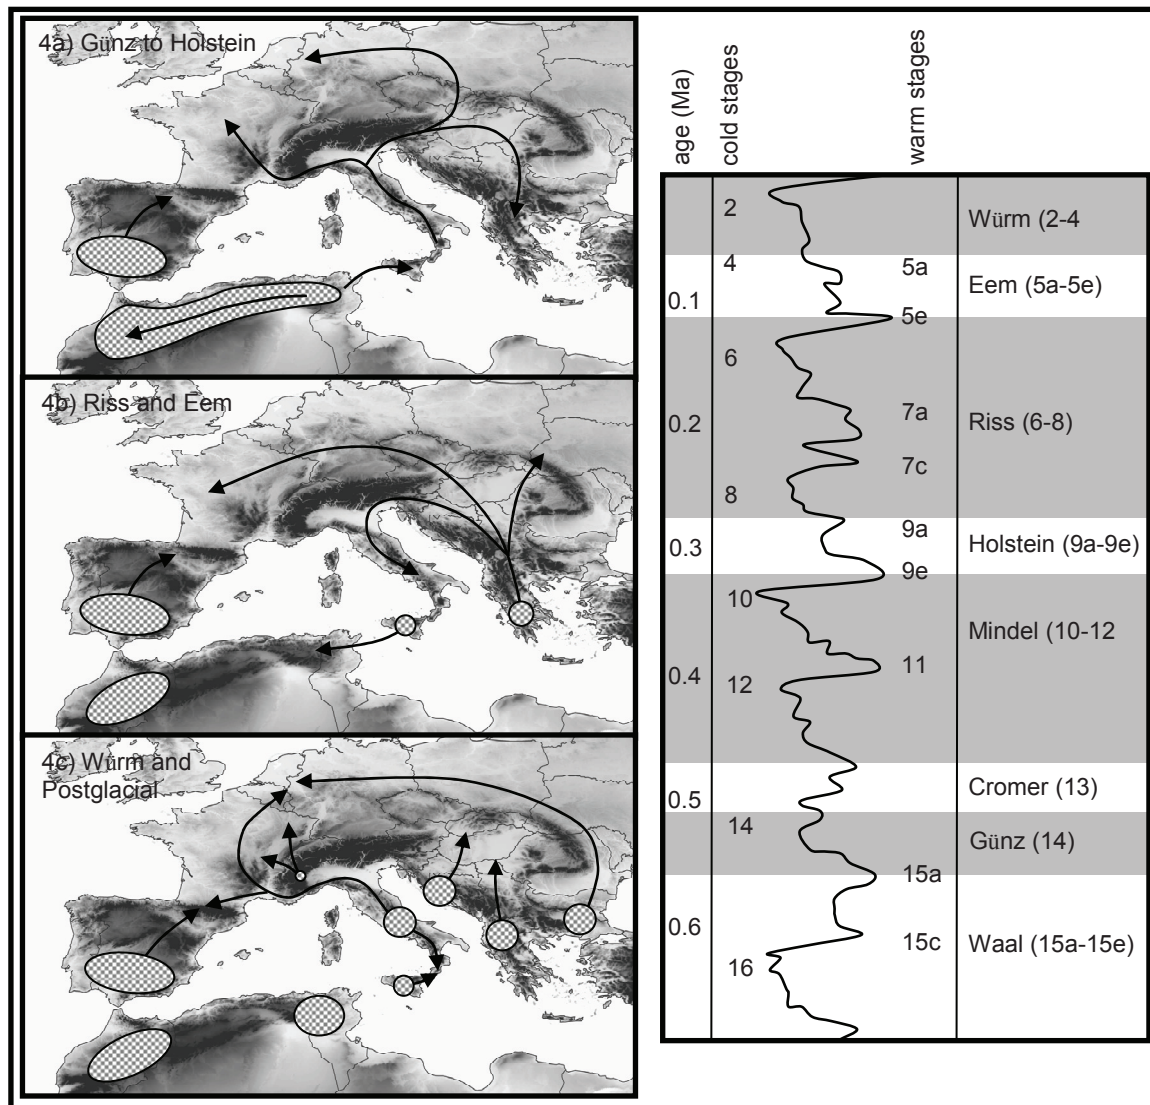 4a) Günz to Holstein
4b) Riss and Eem
4c) Würm and
Postglacial
age (Ma)
cold stages
warm stages
2
Würm (2-4
4
5a
0.1
Eem (5a-5e)
5e
6
7a
0.2
Riss (6-8)
7c
8
9a
0.3
Holstein (9a-9e)
9e
10
Mindel (10-12
11
0.4
12
0.5
Cromer (13)
14
Günz (14)
15a
0.6
15c
Waal (15a-15e)
16